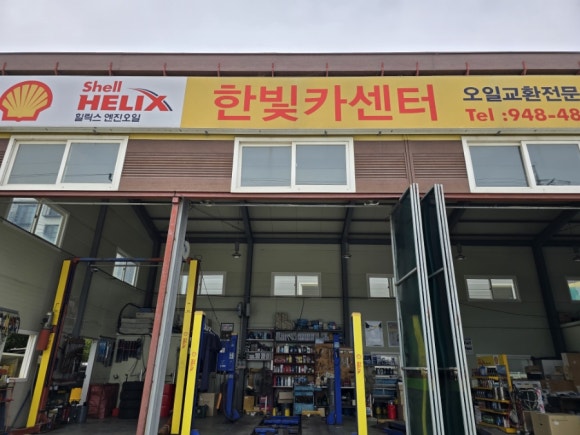 Shell
HELIX
힐릭스 엔진오일
한빛카센터
오일교환전문
Tel :948-48